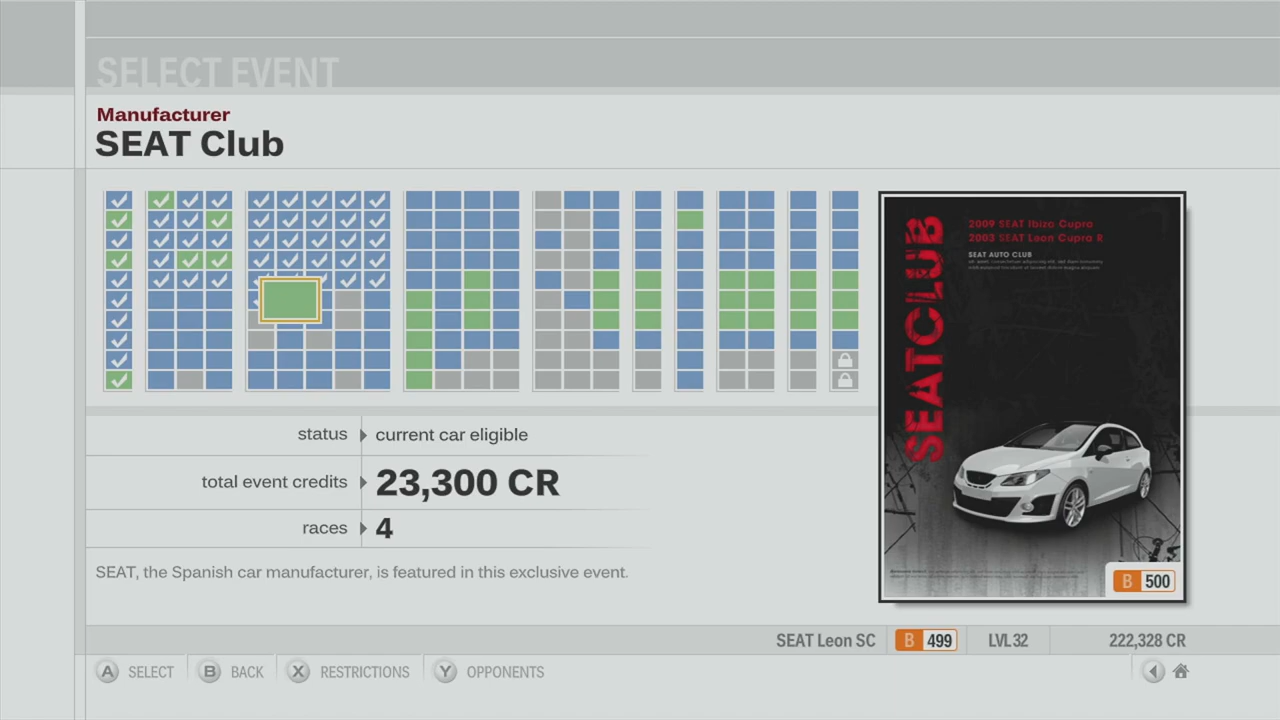 SELECT EVENT
Manufacturer
SEAT Club
SEATCLUB
2009 SEAT Ibiza Cupra
2003 SEAT Leon Cupra R
SEAT AUTO CLUB
B 500
status current car eligible
total event credits 23,300 CR
races 4
SEAT, the Spanish car manufacturer, is featured in this exclusive event.
SEAT Leon SC B 499 LVL 32 222,328 CR
A SELECT B BACK X RESTRICTIONS Y OPPONENTS